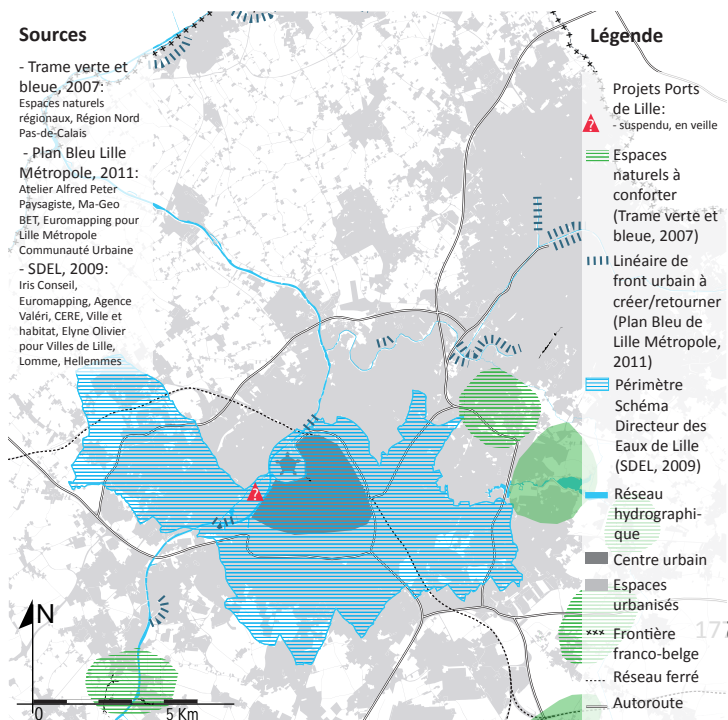 Sources
- Trame verte et
bleue, 2007:
Espaces naturels
régionaux, Région Nord
Pas-de-Calais
- Plan Bleu Lille
Métropole, 2011:
Atelier Alfred Peter
Paysagiste, Ma-Geo
BET, Euromapping pour
Lille Métropole
Communauté Urbaine
- SDEL, 2009:
Iris Conseil,
Euromapping, Agence
Valéri, CERE, Ville et
habitat, Elyne Olivier
pour Villes de Lille,
Lomme, Hellemmes
?
N
0
5 Km
Légende
Projets Ports
de Lille:
? - suspendu, en veille
Espaces
naturels à
conforter
(Trame verte et
bleue, 2007)
Linéaire de
front urbain à
créer/retourner
(Plan Bleu de
Lille Métropole,
2011)
Périmètre
Schéma
Directeur des
Eaux de Lille
(SDEL, 2009)
Réseau
hydrographi-
que
Centre urbain
Espaces
urbanisés
Frontière
franco-belge
Réseau ferré
Autoroute